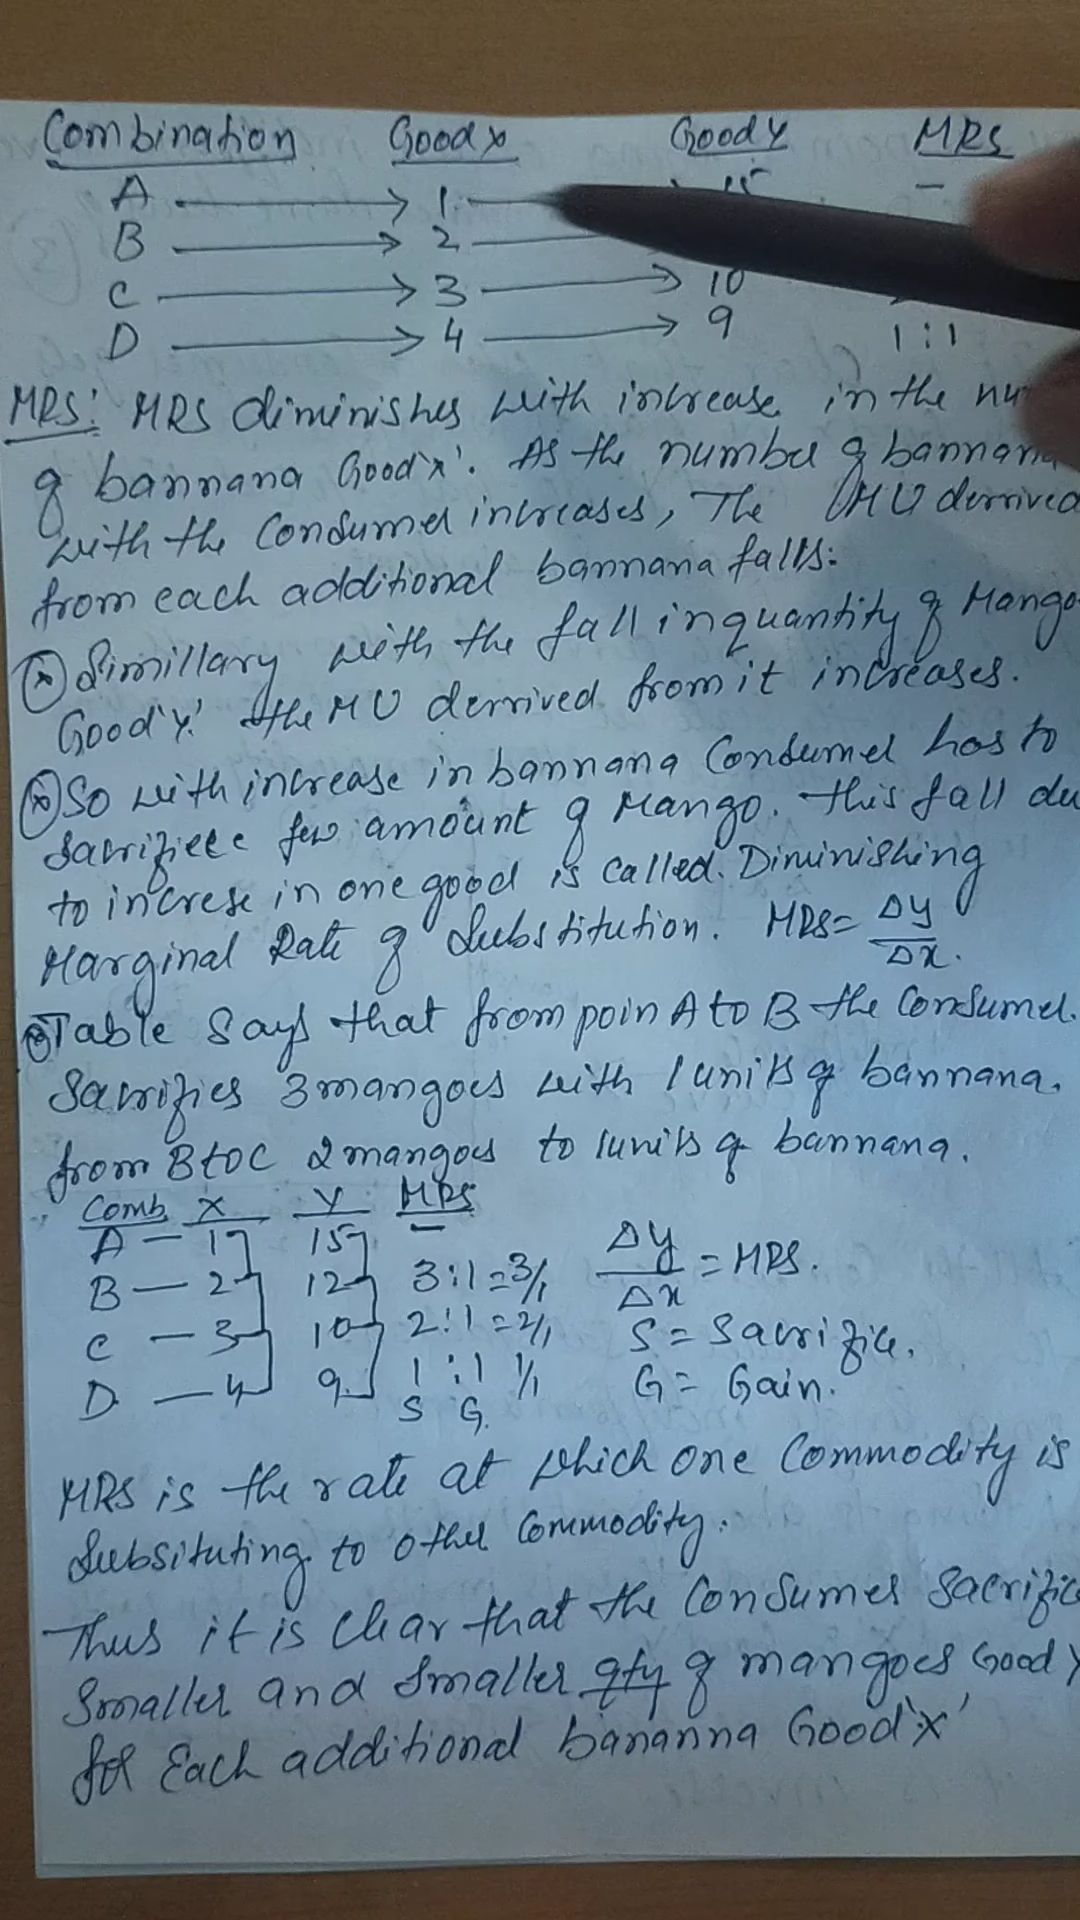 Combination Good x Good y MRS
A → 1 15 –
B → 2
C → 3 → 10
D → 4 → 9 1:1
MRS: MRS diminishes with increase in the
of bannana Good 'x'. As the number of bannana
with the Consumer increases, The MU derrived
from each additional bannana falls.
Simillary with the fall in quantity of Mango
Good 'y' the MU derrived from it increases.
So with increase in bannana Consumer has to
Sacrifice few amount of Mango. this fall du
to increse in one good is called Diminishing
Marginal Rate of Substitution. MRS = Δy/Δx.
Table Says that from poin A to B the Consumer
Sacrifies 3 mangoes with 1 units of bannana.
from B to C 2 mangoes to 1 units of bannana.
Comb X Y MRS
A – 1 15 –
B – 2 12 3:1 = 3/1 Δy/Δx = MRS.
C – 3 10 2:1 = 2/1 S = Sacrifice.
D – 4 9 1:1 1/1 G = Gain.
S G.
MRS is the rate at which one Commodity is
Subsituting to other Commodity.
Thus it is Clear that the Consumer Sacrifice
Smaller and Smaller qty of mangoes Good Y
for Each additional bananna Good 'x'